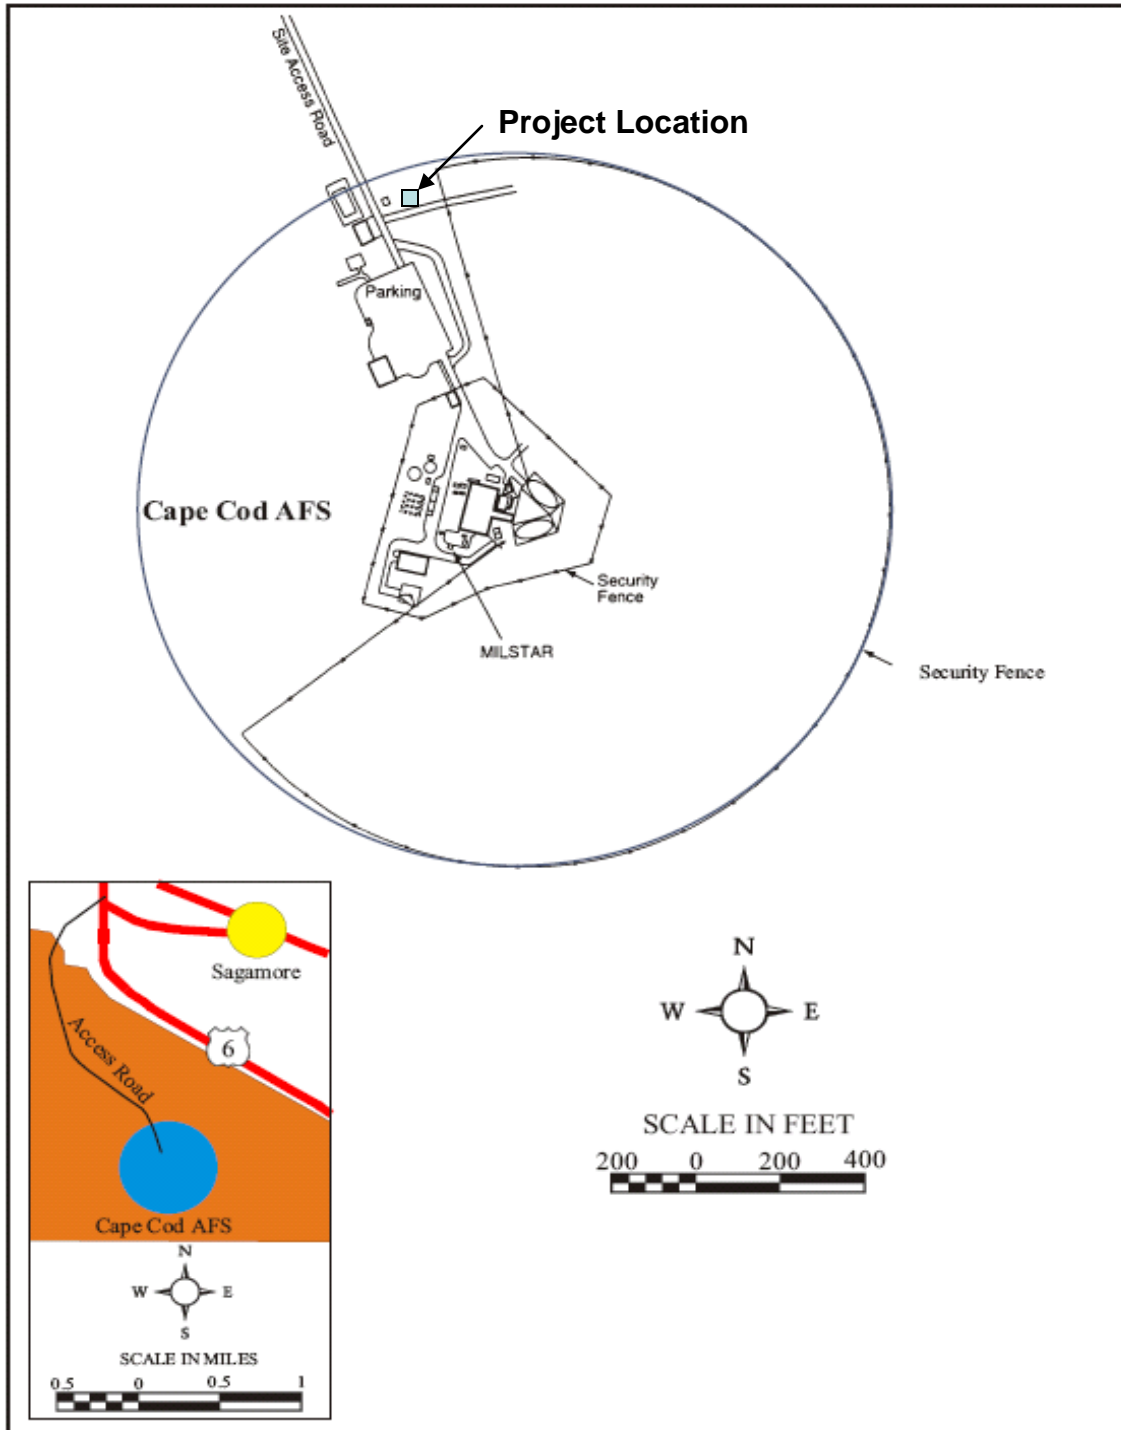 Site Access Road
Project Location
Parking
Cape Cod AFS
Security
Fence
MILSTAR
Security Fence
Sagamore
6
Access Road
Cape Cod AFS
N
W E
S
SCALE IN MILES
0.5 0 0.5 1
N
W E
S
SCALE IN FEET
200 0 200 400